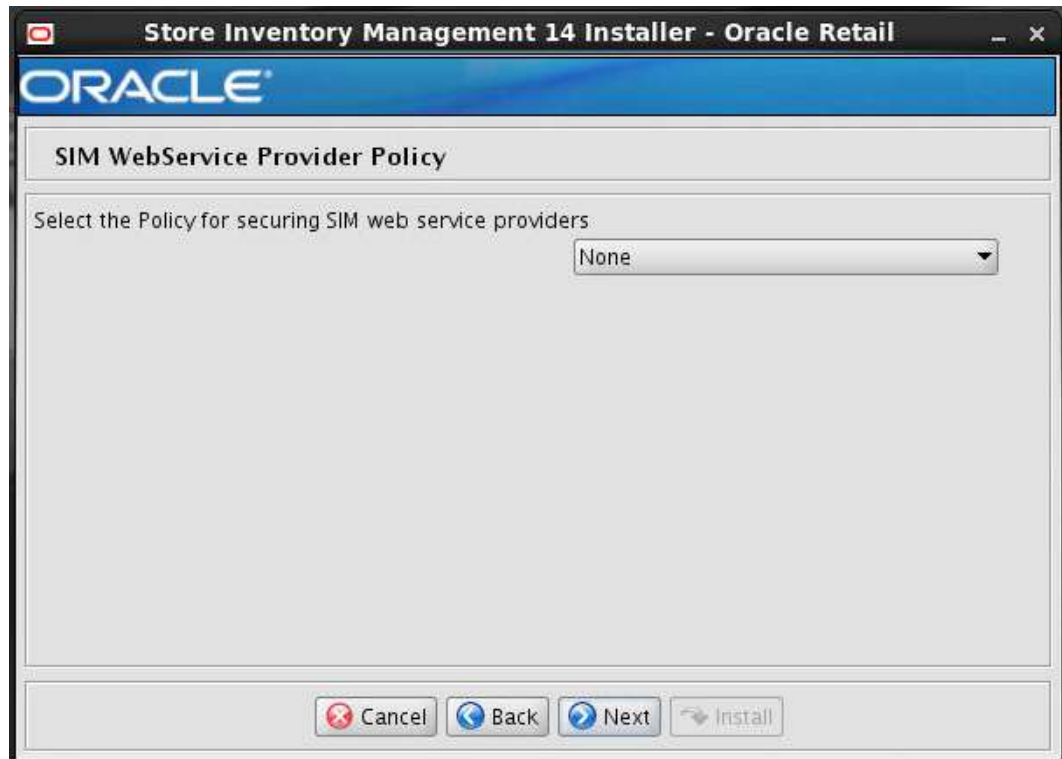 Store Inventory Management 14 Installer - Oracle Retail
ORACLE®
SIM WebService Provider Policy
Select the Policy for securing SIM web service providers
None
Cancel Back Next Install